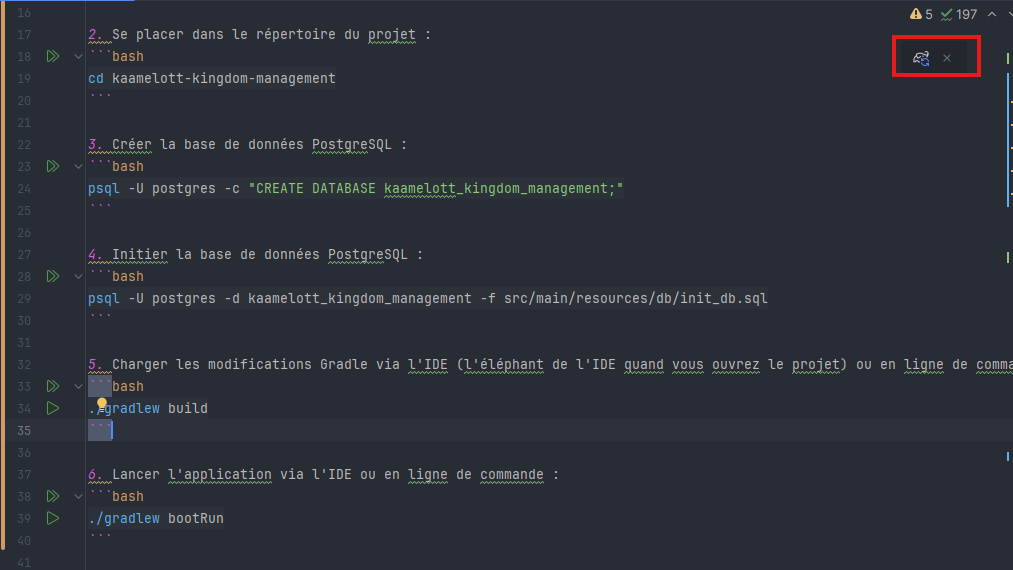 5 197
16
17 2. Se placer dans le répertoire du projet :
18 ```bash
19 cd kaamelott-kingdom-management
20 ```
21
22 3. Créer la base de données PostgreSQL :
23 ```bash
24 psql -U postgres -c "CREATE DATABASE kaamelott_kingdom_management;"
25 ```
26
27 4. Initier la base de données PostgreSQL :
28 ```bash
29 psql -U postgres -d kaamelott_kingdom_management -f src/main/resources/db/init_db.sql
30 ```
31
32 5. Charger les modifications Gradle via l'IDE (l'éléphant de l'IDE quand vous ouvrez le projet) ou en ligne de comma
33 ```bash
34 ./gradlew build
35 ```
36
37 6. Lancer l'application via l'IDE ou en ligne de commande :
38 ```bash
39 ./gradlew bootRun
40 ```
41